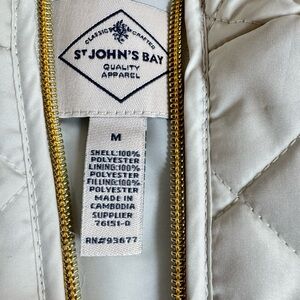 CLASSIC CRAFTED
ST JOHN'S BAY
QUALITY
APPAREL
M
SHELL:100%
POLYESTER
LINING:100%
POLYESTER
FILLING:100%
POLYESTER
MADE IN
CAMBODIA
SUPPLIER
76151-0
RN#93677